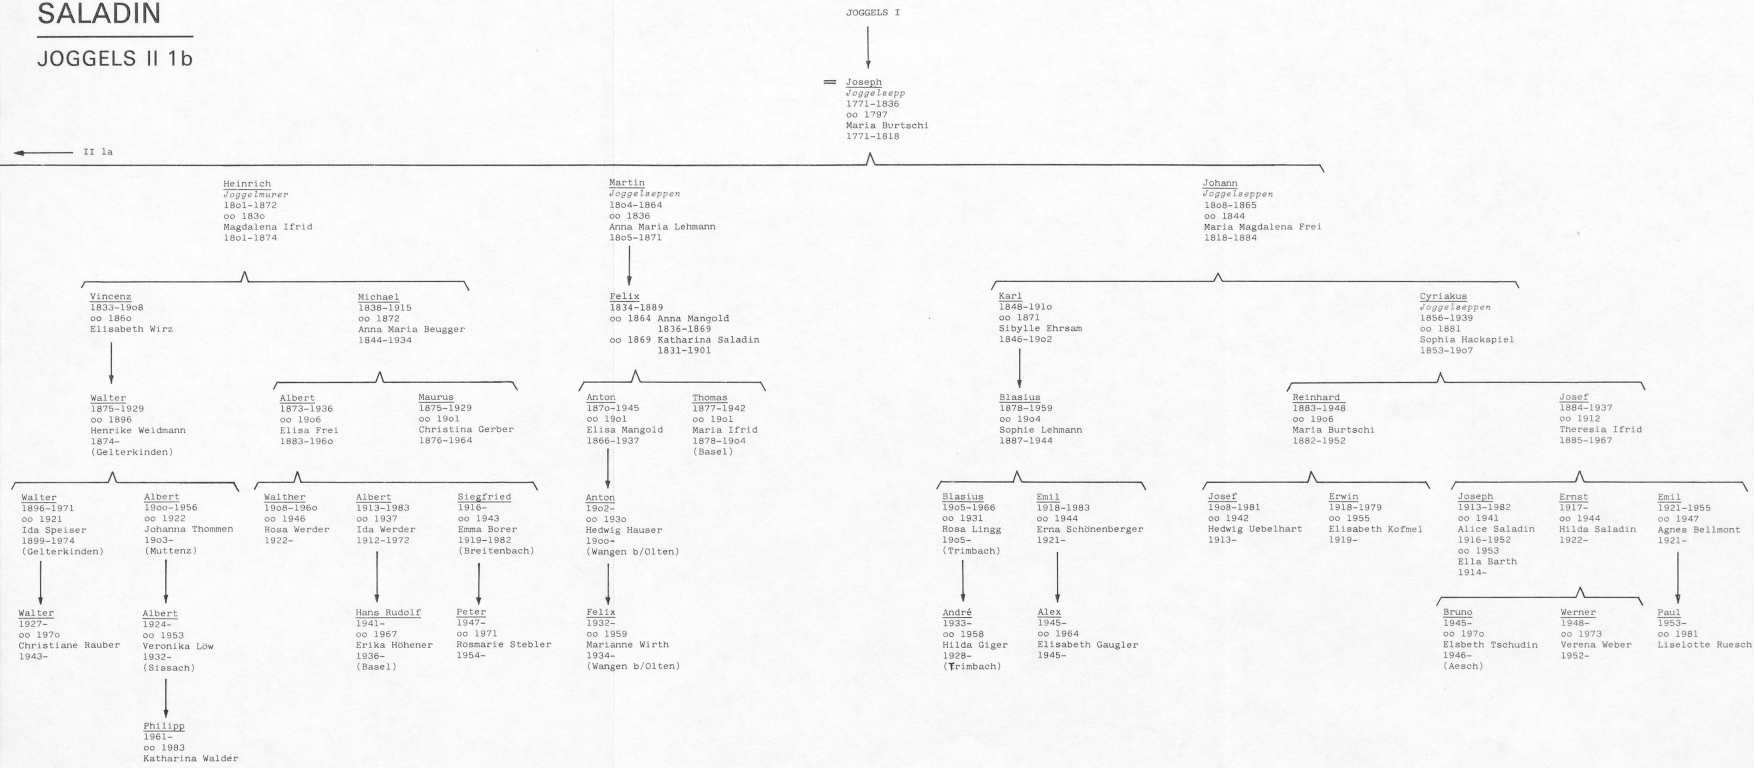 SALADIN
JOGGELS II 1b
JOGGELS I
Joseph
Joggelsepp
1771-1836
oo 1797
Maria Burtschi
1771-1818
II 1a
Heinrich
Joggelmurer
18o1-1872
oo 183o
Magdalena Ifrid
18o1-1874
Martin
Joggelseppen
18o4-1864
oo 1836
Anna Maria Lehmann
18o5-1871
Johann
Joggelseppen
18o8-1865
oo 1844
Maria Magdalena Frei
1818-1884
Vincenz
1833-19o8
oo 186o
Elisabeth Wirz
Michael
1838-1915
oo 1872
Anna Maria Beugger
1844-1934
Felix
1834-1889
oo 1864 Anna Mangold
1836-1869
oo 1869 Katharina Saladin
1831-1901
Karl
1848-191o
oo 1871
Sibylle Ehrsam
1846-19o2
Cyriakus
Joggelseppen
1856-1939
oo 1881
Sophia Hackspiel
1853-19o7
Walter
1875-1929
oo 1896
Henrike Weidmann
1874-
(Gelterkinden)
Albert
1873-1936
oo 19o6
Elisa Frei
1883-196o
Maurus
1875-1929
oo 19o1
Christina Gerber
1876-1964
Anton
187o-1945
oo 19o1
Elisa Mangold
1866-1937
Thomas
1877-1942
oo 19o1
Maria Ifrid
1878-19o4
(Basel)
Blasius
1878-1959
oo 19o4
Sophie Lehmann
1887-1944
Reinhard
1883-1948
oo 19o6
Maria Burtschi
1882-1952
Josef
1884-1937
oo 1912
Theresia Ifrid
1885-1967
Walter
1896-1971
oo 1921
Ida Speiser
1899-1974
(Gelterkinden)
Albert
19oo-1956
oo 1922
Johanna Thommen
19o3-
(Muttenz)
Walther
19o8-196o
oo 1946
Rosa Werder
1922-
Albert
1913-1983
oo 1937
Ida Werder
1912-1972
Siegfried
1916-
oo 1943
Emma Borer
1919-1982
(Breitenbach)
Anton
19o2-
oo 193o
Hedwig Hauser
19oo-
(Wangen b/Olten)
Blasius
19o5-1966
oo 1931
Rosa Lingg
19o5-
(Trimbach)
Emil
1918-1983
oo 1944
Erna Schönenberger
1921-
Josef
19o8-1981
oo 1942
Hedwig Uebelhart
1913-
Erwin
1918-1979
oo 1955
Elisabeth Kofmel
1919-
Joseph
1913-1982
oo 1941
Alice Saladin
1916-1952
oo 1953
Ella Barth
1914-
Ernst
1917-
oo 1944
Hilda Saladin
1922-
Emil
1921-1955
oo 1947
Agnes Bellmont
1921-
Walter
1927-
oo 197o
Christiane Rauber
1943-
Albert
1924-
oo 1953
Veronika Löw
1932-
(Sissach)
Hans Rudolf
1941-
oo 1967
Erika Höhener
1936-
(Basel)
Peter
1947-
oo 1971
Rosmarie Stebler
1954-
Felix
1932-
oo 1959
Marianne Wirth
1934-
(Wangen b/Olten)
André
1933-
oo 1958
Hilda Giger
1928-
(Trimbach)
Alex
1945-
oo 1964
Elisabeth Gaugler
1945-
Bruno
1945-
oo 197o
Elsbeth Tschudin
1946-
(Aesch)
Werner
1948-
oo 1973
Verena Weber
1952-
Paul
1953-
oo 1981
Liselotte Ruesch
Philipp
1961-
oo 1983
Katharina Walder